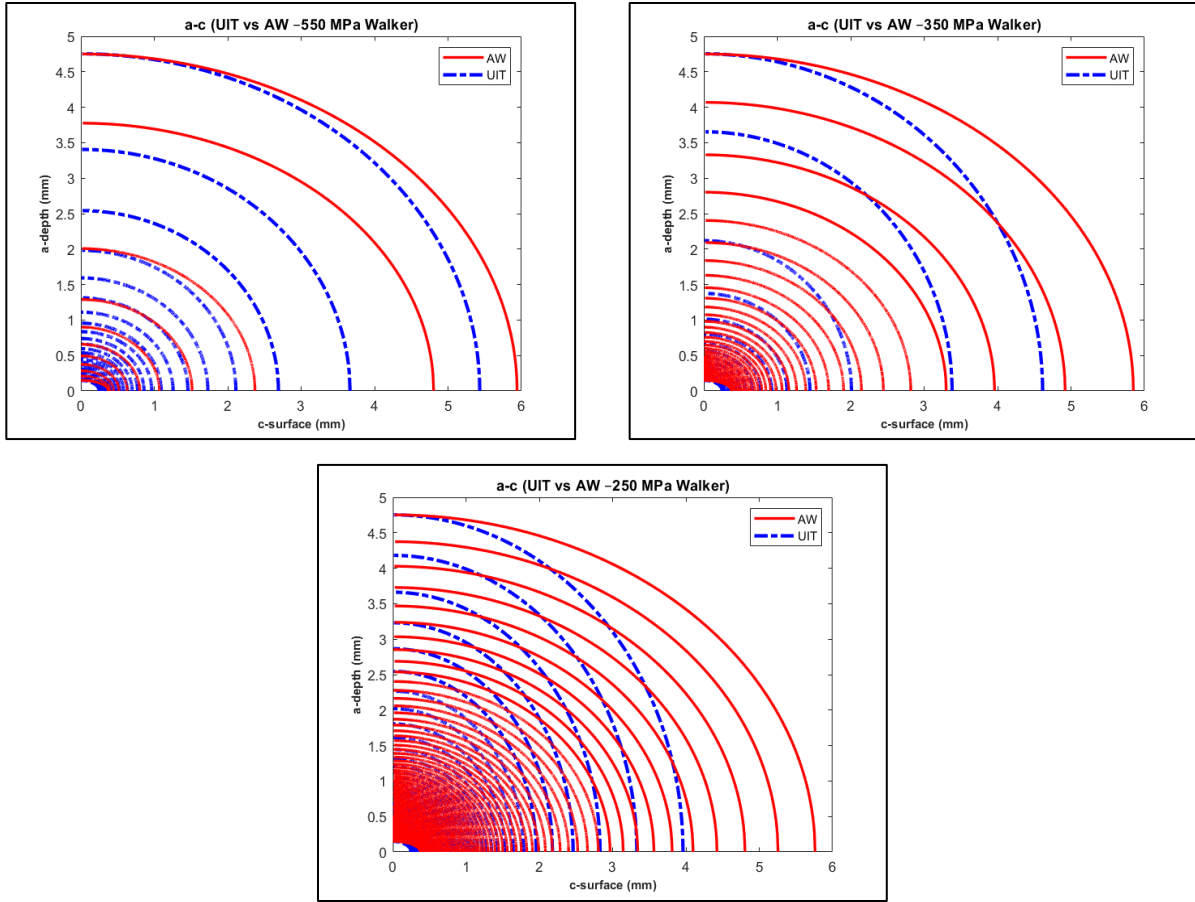 a-c (UIT vs AW –550 MPa Walker)
5
4.5
4
3.5
3
2.5
2
1.5
1
0.5
0
a-depth (mm)
AW
UIT
0 1 2 3 4 5 6
c-surface (mm)
a-c (UIT vs AW –350 MPa Walker)
5
4.5
4
3.5
3
2.5
2
1.5
1
0.5
0
a-depth (mm)
AW
UIT
0 1 2 3 4 5 6
c-surface (mm)
a-c (UIT vs AW –250 MPa Walker)
5
4.5
4
3.5
3
2.5
2
1.5
1
0.5
0
a-depth (mm)
AW
UIT
0 1 2 3 4 5 6
c-surface (mm)